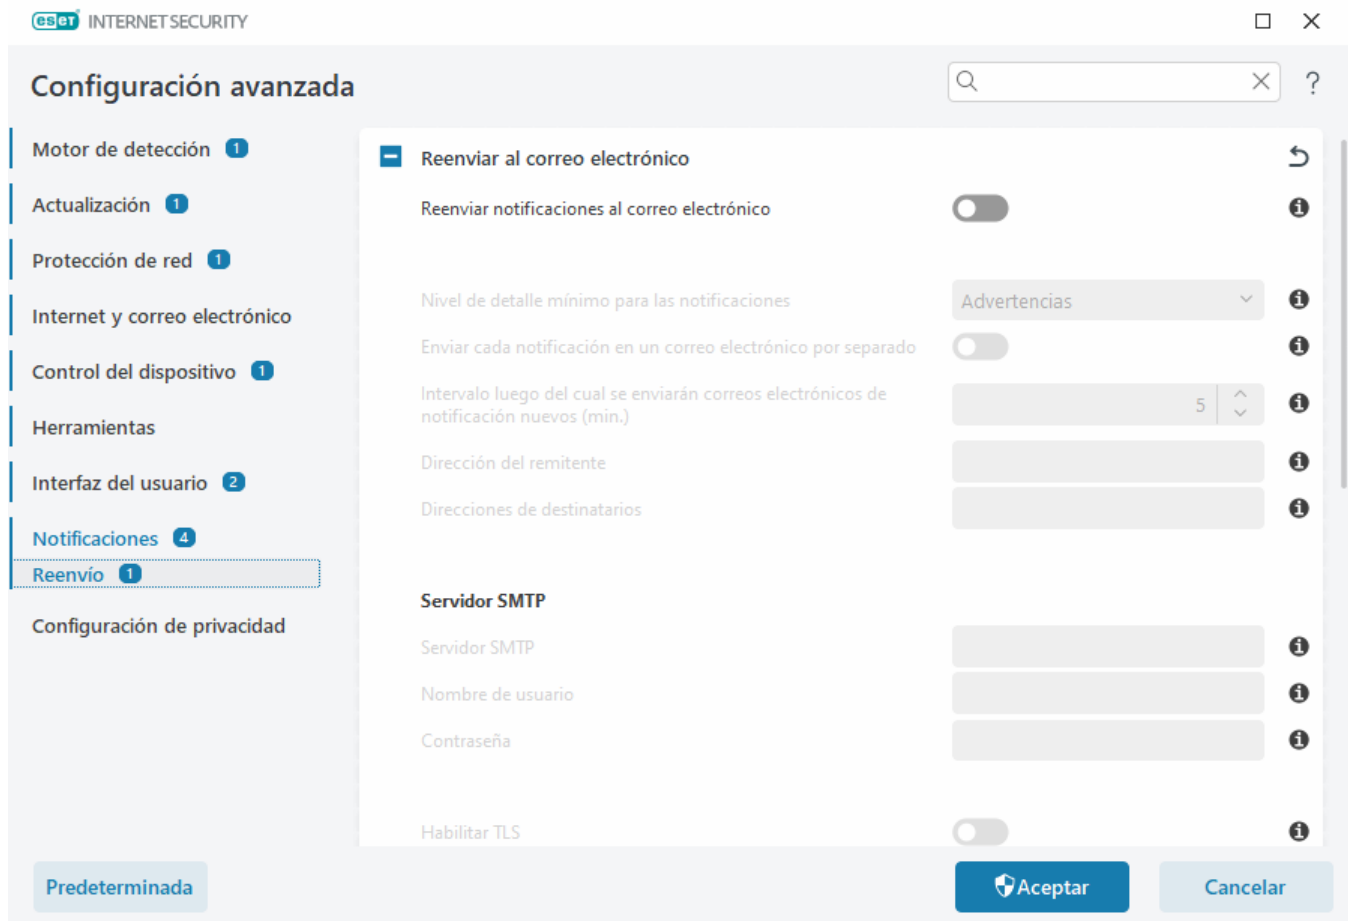 eset INTERNET SECURITY
Configuración avanzada
?
Motor de detección 1
Actualización 1
Protección de red 1
Internet y correo electrónico
Control del dispositivo 1
Herramientas
Interfaz del usuario 2
Notificaciones 4
Reenvío 1
Configuración de privacidad
Reenviar al correo electrónico
Reenviar notificaciones al correo electrónico
Nivel de detalle mínimo para las notificaciones
Advertencias
Enviar cada notificación en un correo electrónico por separado
Intervalo luego del cual se enviarán correos electrónicos de
notificación nuevos (min.)
5
Dirección del remitente
Direcciones de destinatarios
Servidor SMTP
Servidor SMTP
Nombre de usuario
Contraseña
Habilitar TLS
Predeterminada
Aceptar
Cancelar